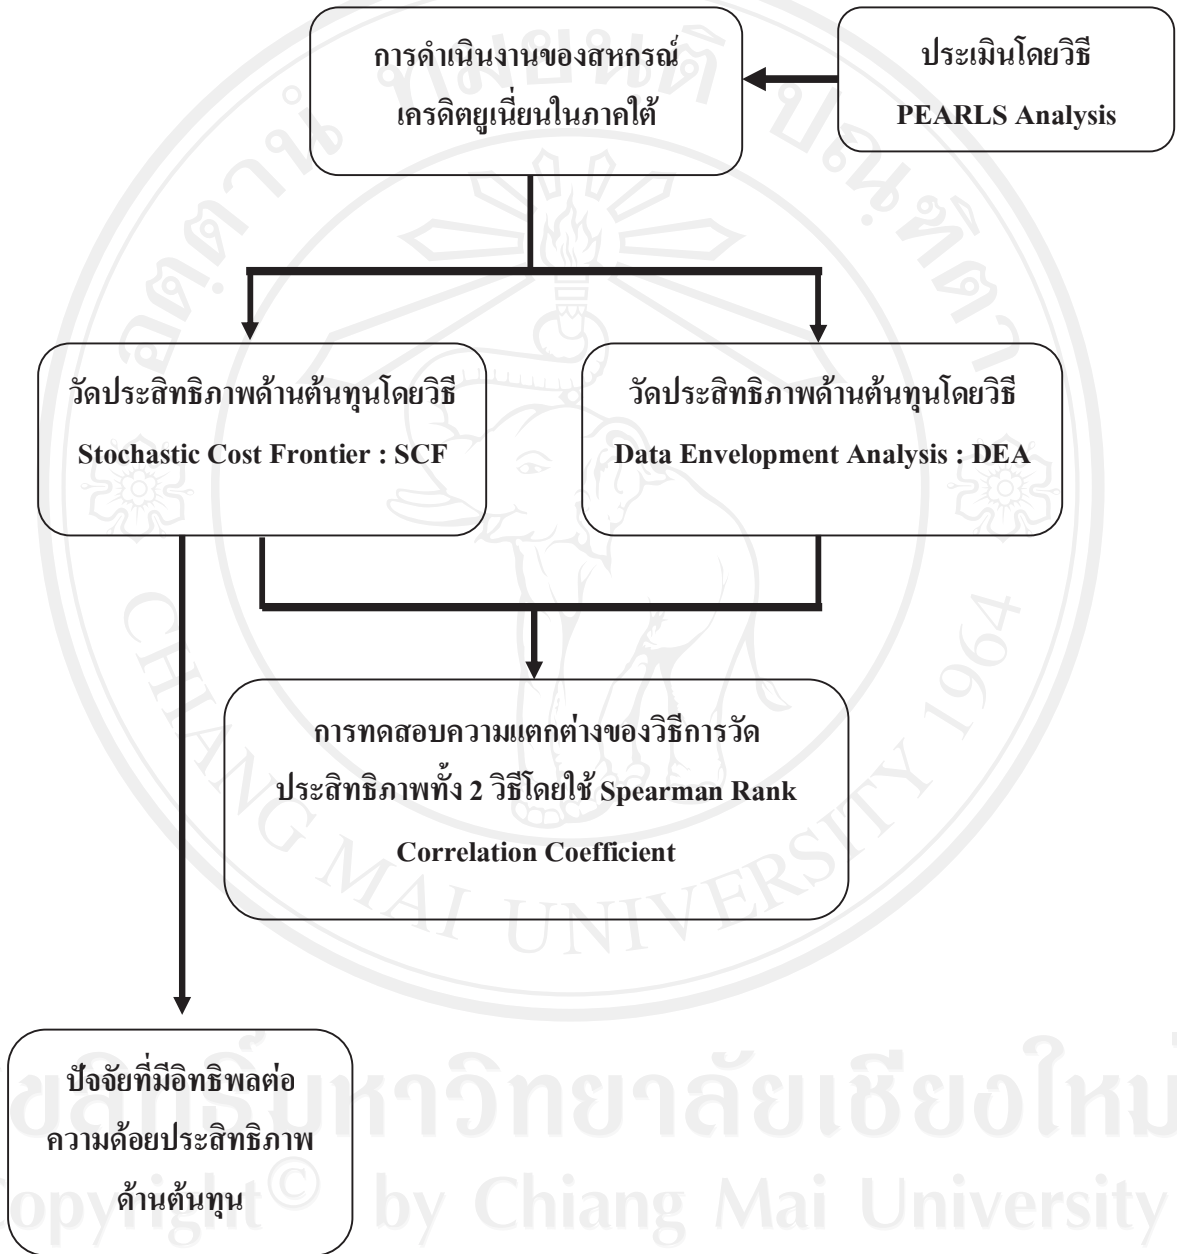 การดำเนินงานของสหกรณ์
เครดิตยูเนี่ยนในภาคใต้
ประเมินโดยวิธี
PEARLS Analysis
วัดประสิทธิภาพด้านต้นทุนโดยวิธี
Stochastic Cost Frontier : SCF
วัดประสิทธิภาพด้านต้นทุนโดยวิธี
Data Envelopment Analysis : DEA
การทดสอบความแตกต่างของวิธีการวัด
ประสิทธิภาพทั้ง 2 วิธีโดยใช้ Spearman Rank
Correlation Coefficient
ปัจจัยที่มีอิทธิพลต่อ
ความด้อยประสิทธิภาพ
ด้านต้นทุน
CHIANG MAI UNIVERSITY 1964
มหาวิทยาลัยเชียงใหม่
Copyright © by Chiang Mai University